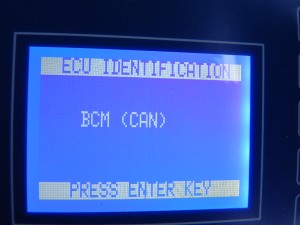 ECU IDENTIFICATION
BCM (CAN)
PRESS ENTER KEY